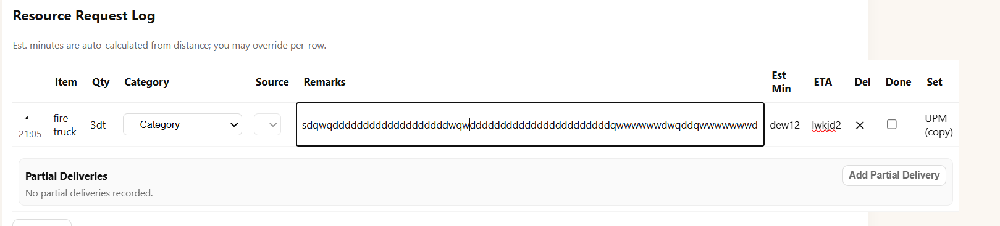 Resource Request Log
Est. minutes are auto-calculated from distance; you may override per-row.
Item Qty Category Source Remarks Est Min ETA Del Done Set
21:05 fire truck 3dt -- Category -- sdqwqdddddddddddddddddddwqwdddddddddddddddddddddddqwwwwwwdwqddqwwwwwwwd dew12 lwkjd2 UPM (copy)
Partial Deliveries
Add Partial Delivery
No partial deliveries recorded.